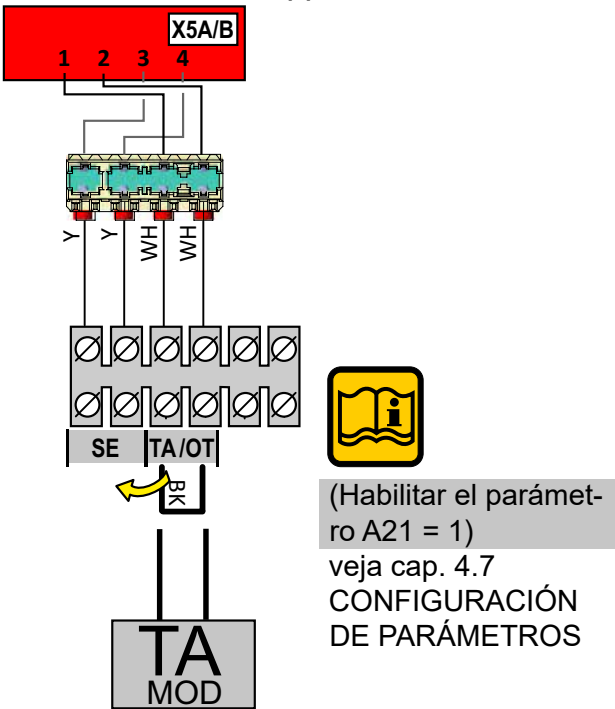 X5A/B
1 2 3 4
Y Y WH WH
SE TA/OT
BK
TA
MOD
i
(Habilitar el parámet-
ro A21 = 1)
veja cap. 4.7
CONFIGURACIÓN
DE PARÁMETROS